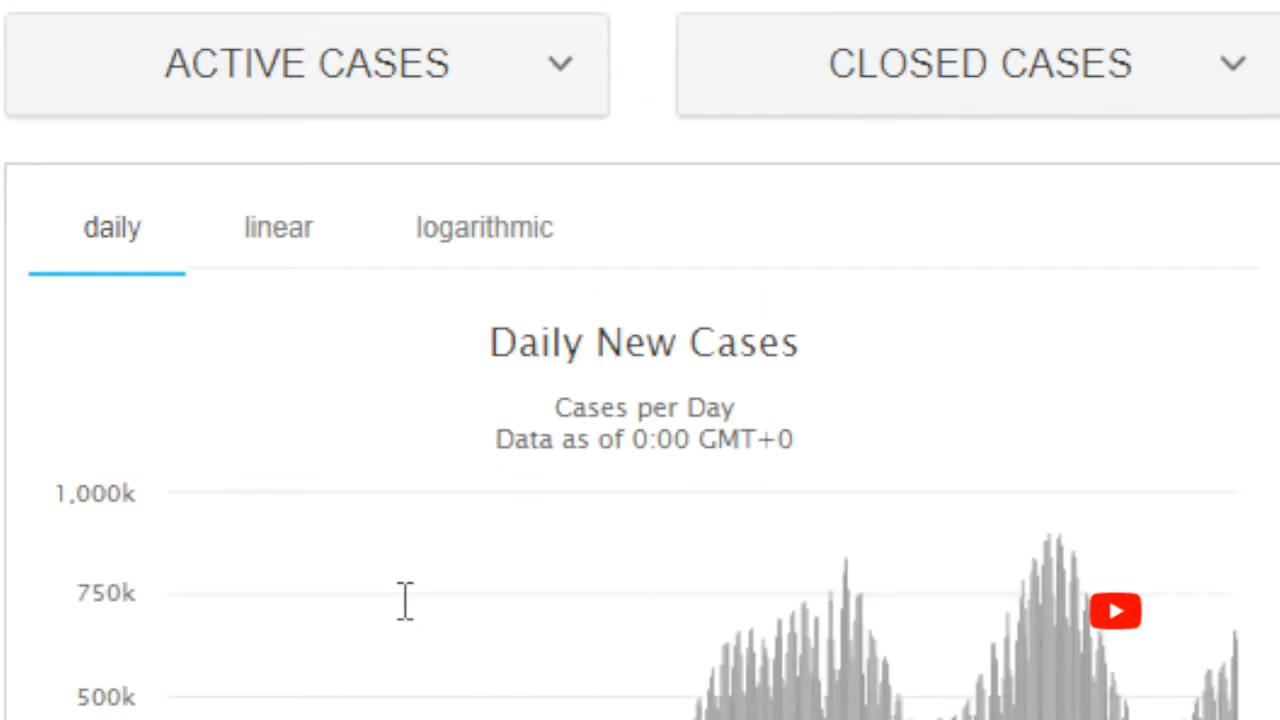 ACTIVE CASES
CLOSED CASES
daily linear logarithmic
Daily New Cases
Cases per Day
Data as of 0:00 GMT+0
1,000k
750k
500k